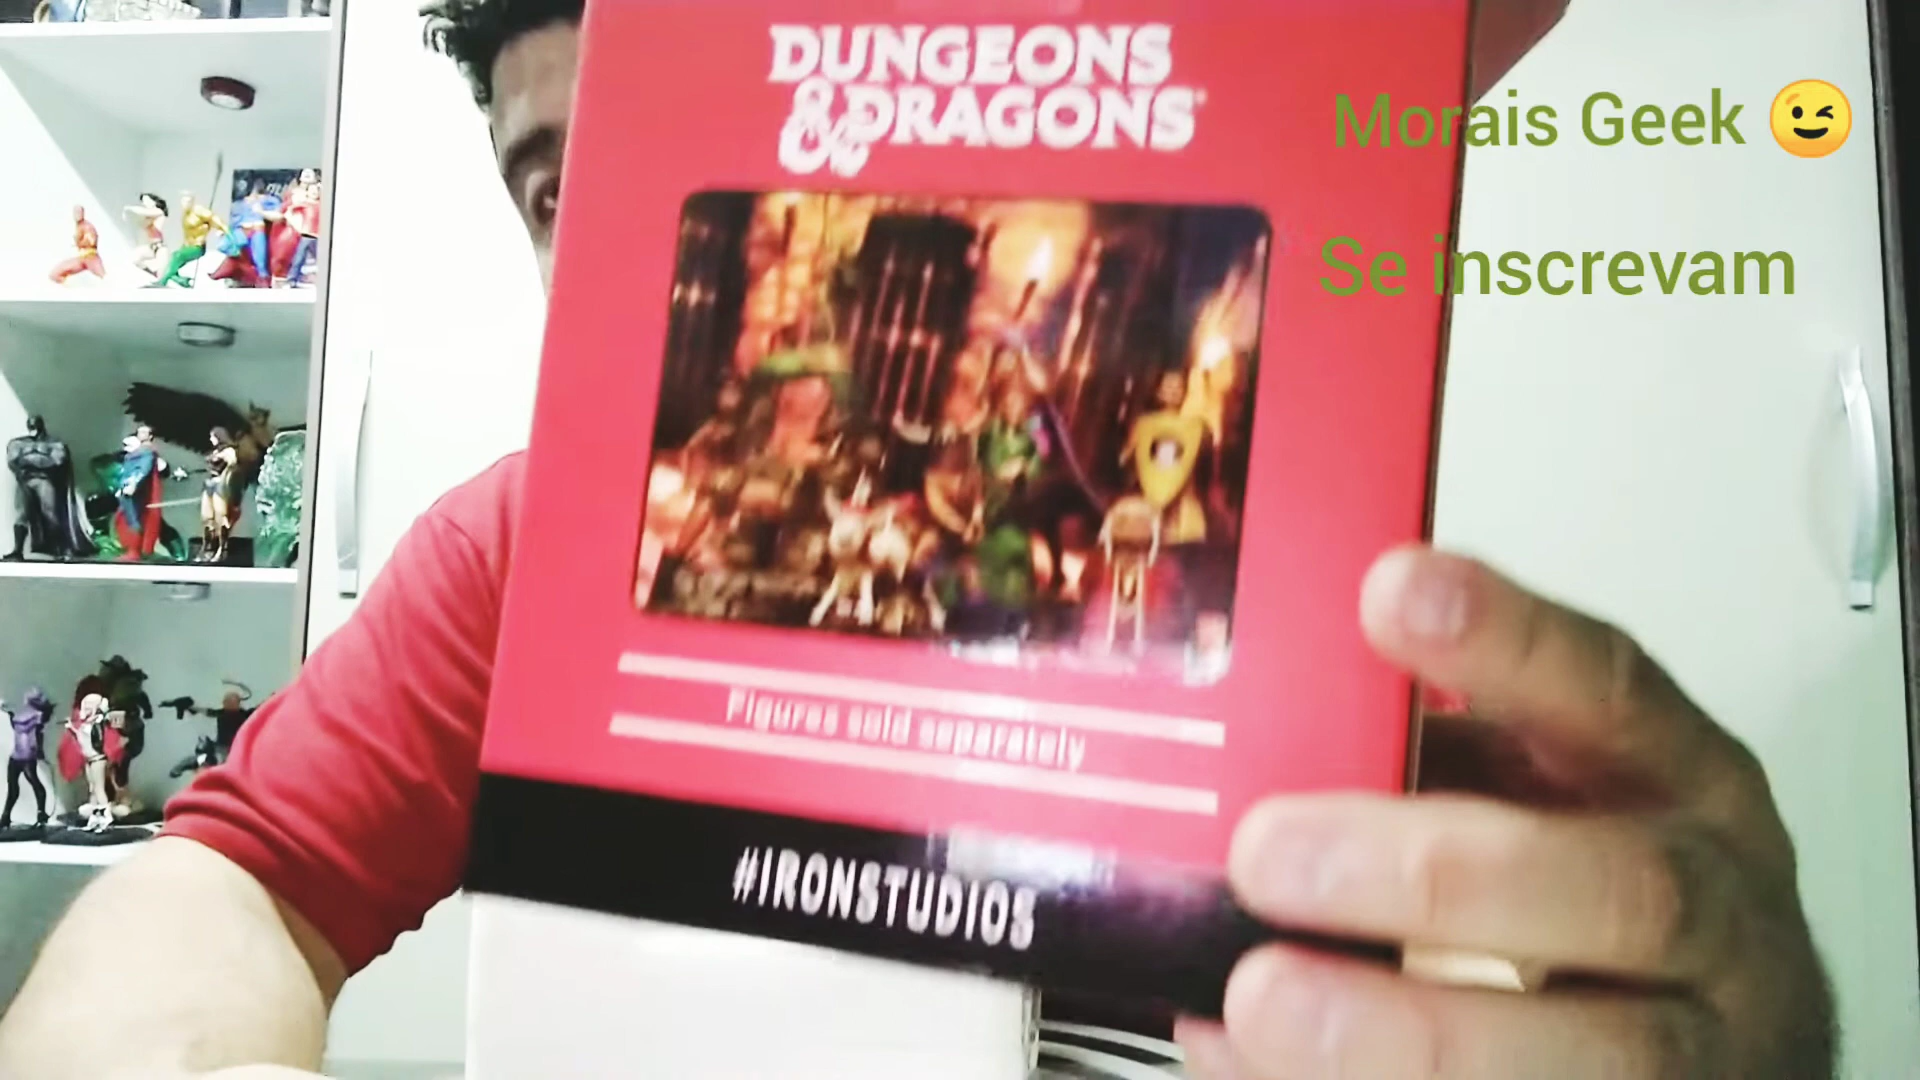 DUNGEONS
& DRAGONS
Morais Geek 😉
Se inscrevam
Figures sold separately
#IRONSTUDIOS